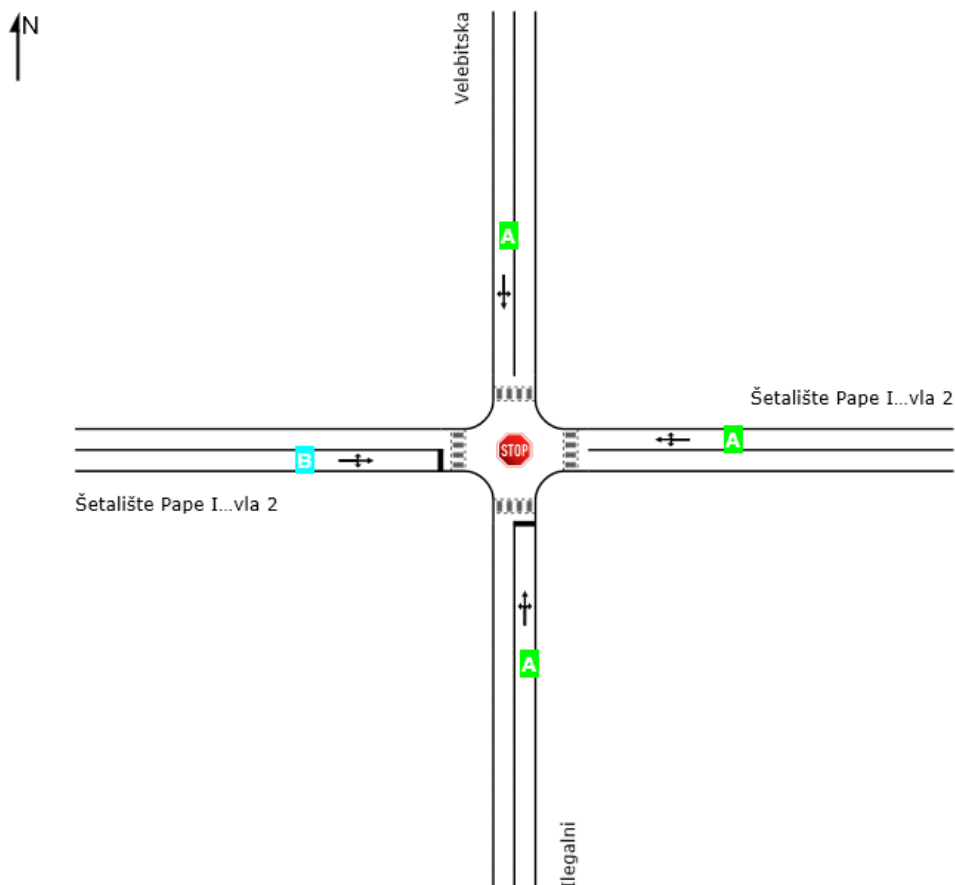 N
Velebitska
A
Šetalište Pape I...vla 2
A
STOP
B
Šetalište Pape I...vla 2
A
Ilegalni